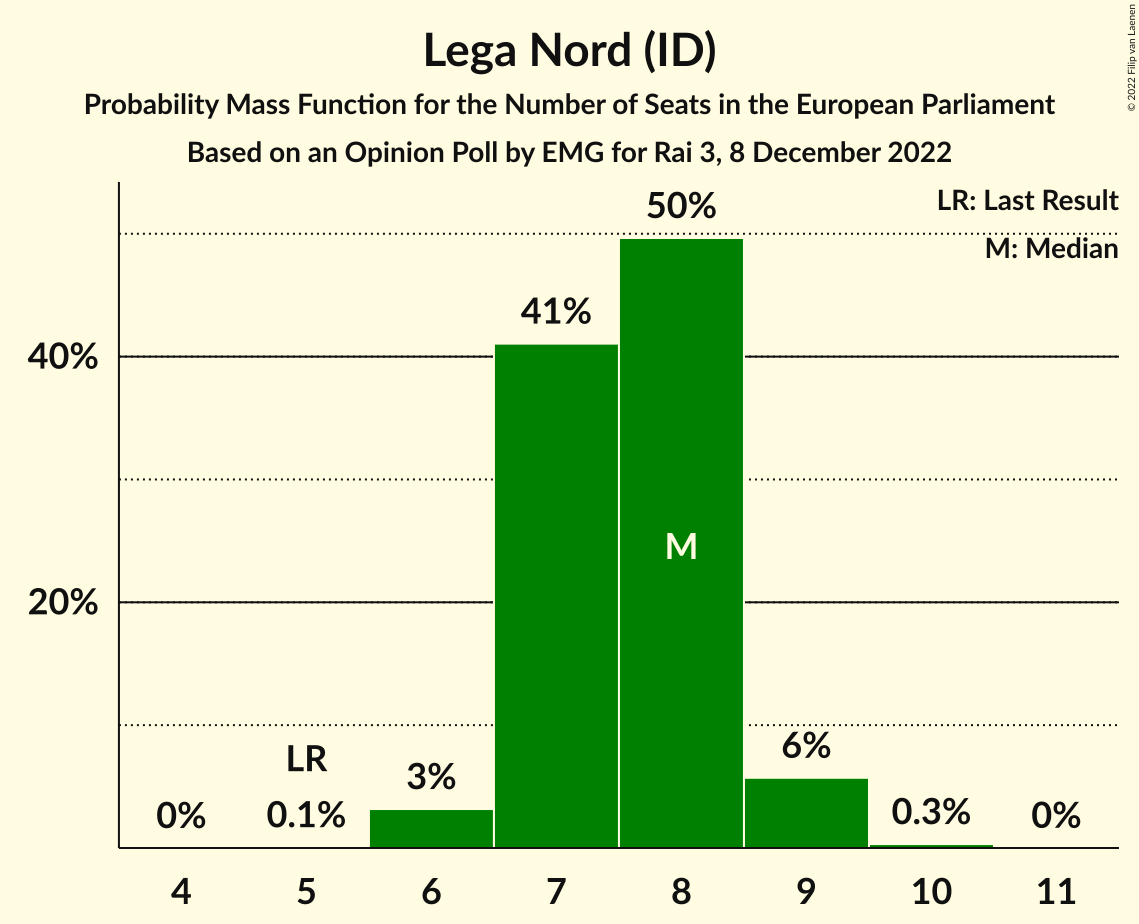 Lega Nord (ID)
Probability Mass Function for the Number of Seats in the European Parliament
Based on an Opinion Poll by EMG for Rai 3, 8 December 2022
© 2022 Filip van Laenen
LR: Last Result
M: Median
50%
41%
40%
M
20%
LR
6%
3%
0%
0.1%
0.3%
0%
4 5 6 7 8 9 10 11